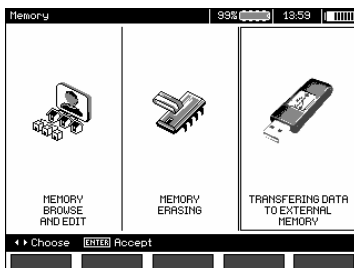 Memory 99% 13:59
MEMORY
BROWSE
AND EDIT
MEMORY
ERASING
TRANSFERING DATA
TO EXTERNAL
MEMORY
Choose ENTER Accept